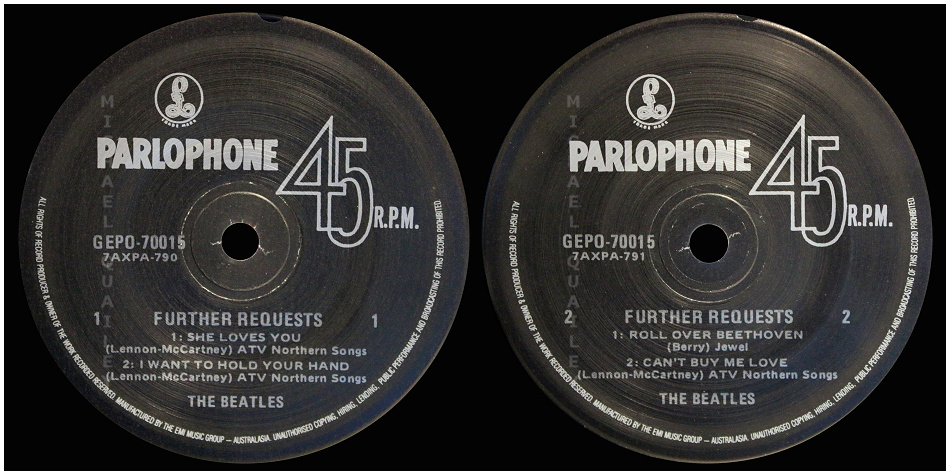 TRADE MARK
PARLOPHONE 45 R.P.M.
GEPO-70015
7AXPA-790
1 FURTHER REQUESTS 1
1: SHE LOVES YOU
(Lennon-McCartney) ATV Northern Songs
2: I WANT TO HOLD YOUR HAND
(Lennon-McCartney) ATV Northern Songs
THE BEATLES
ALL RIGHTS OF RECORD PRODUCER & OWNER OF THE WORK RECORDED RESERVED. MANUFACTURED BY THE EMI MUSIC GROUP – AUSTRALASIA. UNAUTHORISED COPYING, HIRING, LENDING, PUBLIC PERFORMANCE AND BROADCASTING OF THIS RECORD PROHIBITED.
MICHAEL QUAILE
TRADE MARK
PARLOPHONE 45 R.P.M.
GEPO-70015
7AXPA-791
2 FURTHER REQUESTS 2
1: ROLL OVER BEETHOVEN
(Berry) Jewel
2: CAN'T BUY ME LOVE
(Lennon-McCartney) ATV Northern Songs
THE BEATLES
ALL RIGHTS OF RECORD PRODUCER & OWNER OF THE WORK RECORDED RESERVED. MANUFACTURED BY THE EMI MUSIC GROUP – AUSTRALASIA. UNAUTHORISED COPYING, HIRING, LENDING, PUBLIC PERFORMANCE AND BROADCASTING OF THIS RECORD PROHIBITED.
MICHAEL QUAILE